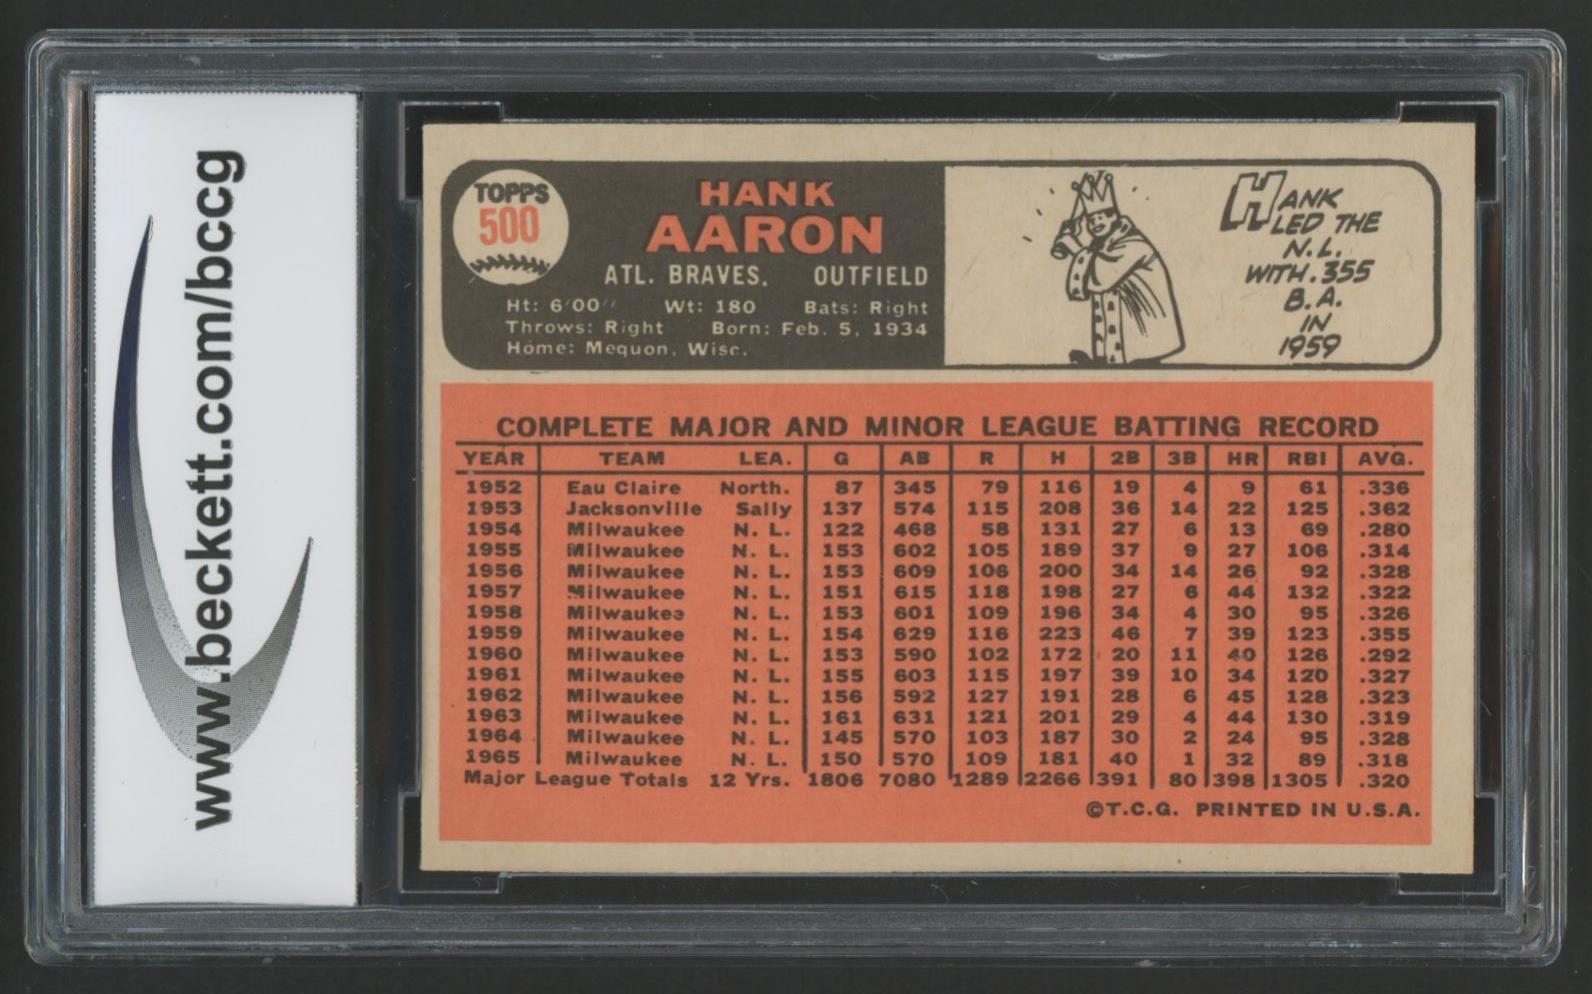 www.beckett.com/bccg
TOPPS
500
HANK
AARON
ATL. BRAVES. OUTFIELD
Ht: 6'00" Wt: 180 Bats: Right
Throws: Right Born: Feb. 5, 1934
Home: Mequon, Wisc.
HANK
LED THE
N.L.
WITH .355
B.A.
IN
1959
COMPLETE MAJOR AND MINOR LEAGUE BATTING RECORD
YEAR TEAM LEA. G AB R H 2B 3B HR RBI AVG.
1952 Eau Claire North. 87 345 79 116 19 4 9 61 .336
1953 Jacksonville Sally 137 574 115 208 36 14 22 125 .362
1954 Milwaukee N. L. 122 468 58 131 27 6 13 69 .280
1955 Milwaukee N. L. 153 602 105 189 37 9 27 106 .314
1956 Milwaukee N. L. 153 609 106 200 34 14 26 92 .328
1957 Milwaukee N. L. 151 615 118 198 27 6 44 132 .322
1958 Milwaukee N. L. 153 601 109 196 34 4 30 95 .326
1959 Milwaukee N. L. 154 629 116 223 46 7 39 123 .355
1960 Milwaukee N. L. 153 590 102 172 20 11 40 126 .292
1961 Milwaukee N. L. 155 603 115 197 39 10 34 120 .327
1962 Milwaukee N. L. 156 592 127 191 28 6 45 128 .323
1963 Milwaukee N. L. 161 631 121 201 29 4 44 130 .319
1964 Milwaukee N. L. 145 570 103 187 30 2 24 95 .328
1965 Milwaukee N. L. 150 570 109 181 40 1 32 89 .318
Major League Totals 12 Yrs. 1806 7080 1289 2266 391 80 398 1305 .320
©T.C.G. PRINTED IN U.S.A.